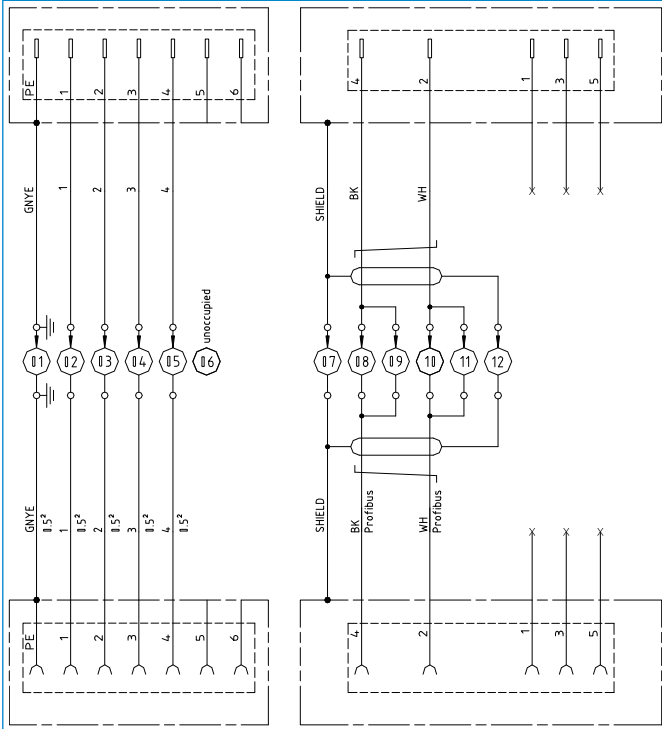 PE 1 2 3 4 5 6
4 2 1 3 5
GNYE 1 2 3 4
SHIELD BK WH
unoccupied
01 02 03 04 05 06
07 08 09 10 11 12
GNYE 0.5² 1 0.5² 2 0.5² 3 0.5² 4 0.5²
SHIELD BK WH
Profibus Profibus
PE 1 2 3 4 5 6
4 2 1 3 5